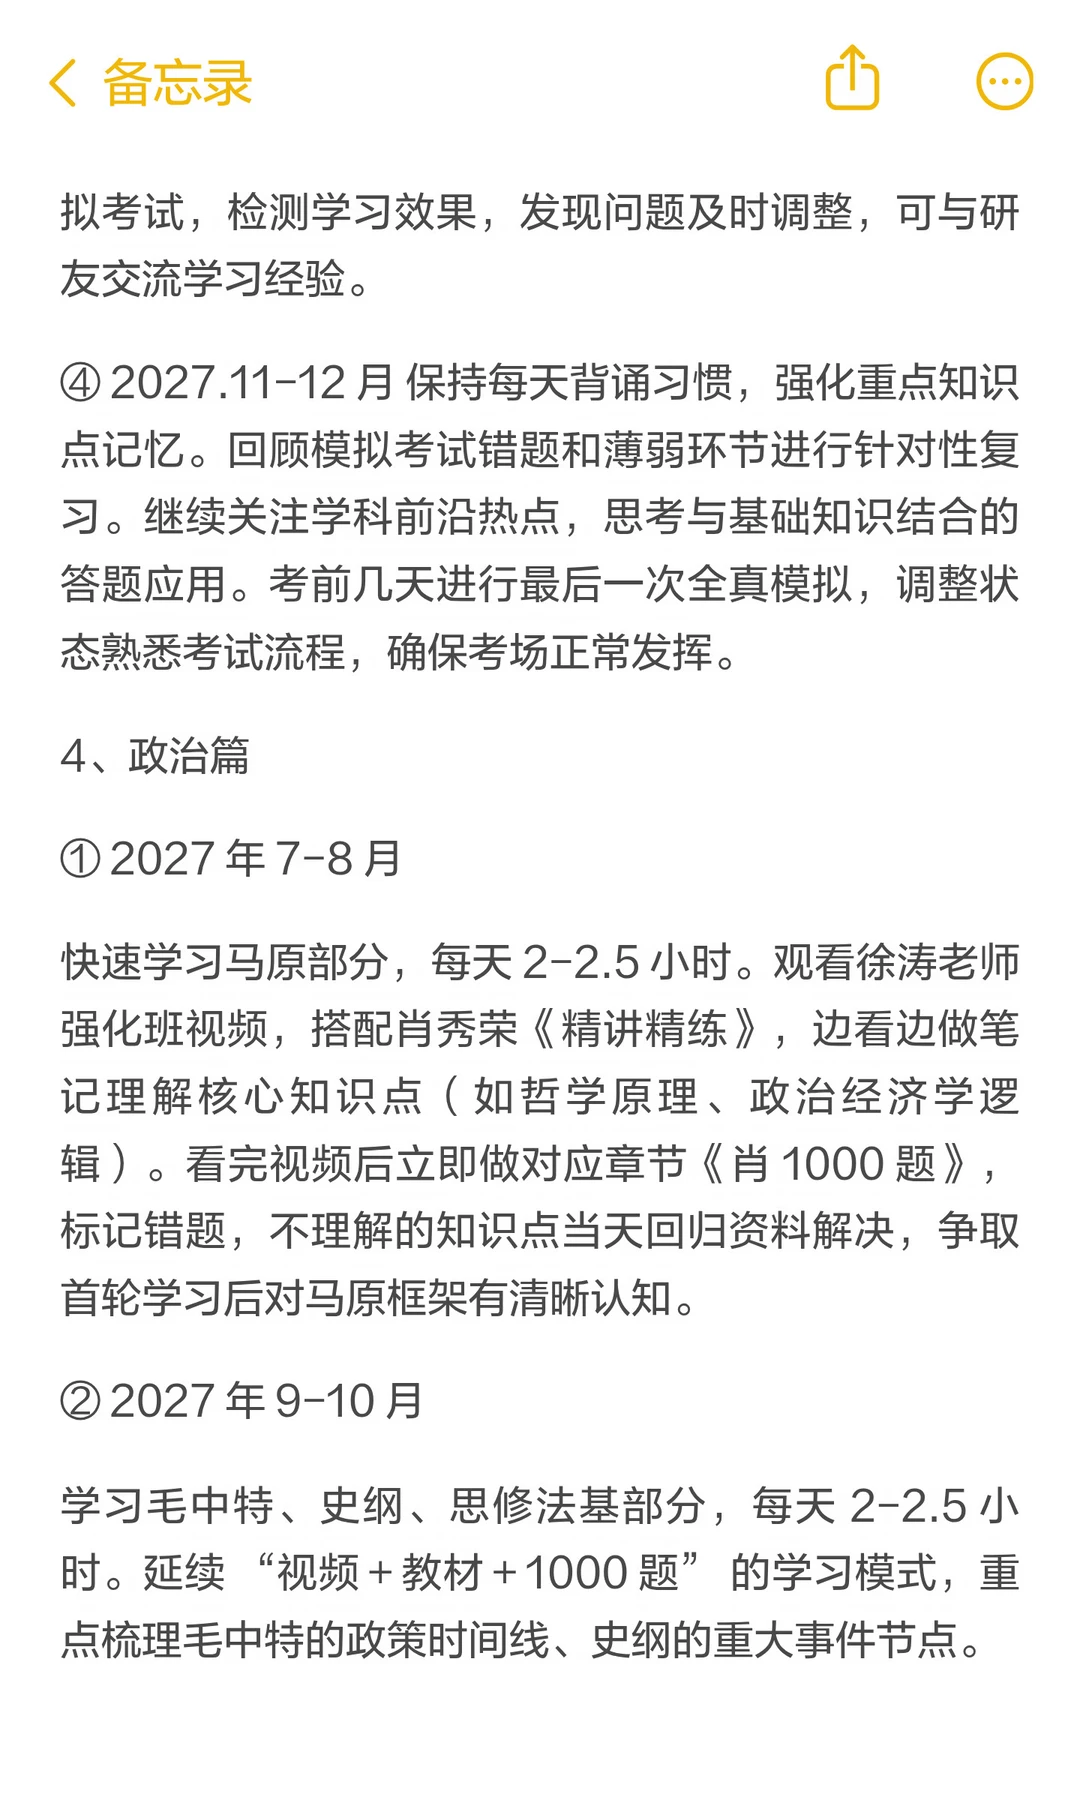 备忘录
拟考试，检测学习效果，发现问题及时调整，可与研
友交流学习经验。
④ 2027.11-12 月 保持每天背诵习惯，强化重点知识
点记忆。回顾模拟考试错题和薄弱环节进行针对性复
习。继续关注学科前沿热点，思考与基础知识结合的
答题应用。考前几天进行最后一次全真模拟，调整状
态熟悉考试流程，确保考场正常发挥。
4、政治篇
① 2027 年 7-8 月
快速学习马原部分，每天 2-2.5 小时。观看徐涛老师
强化班视频，搭配肖秀荣《精讲精练》，边看边做笔
记理解核心知识点（如哲学原理、政治经济学逻
辑）。看完视频后立即做对应章节《肖 1000 题》，
标记错题，不理解的知识点当天回归资料解决，争取
首轮学习后对马原框架有清晰认知。
② 2027 年 9-10 月
学习毛中特、史纲、思修法基部分，每天 2-2.5 小
时。延续 “视频 + 教材 + 1000 题” 的学习模式，重
点梳理毛中特的政策时间线、史纲的重大事件节点。